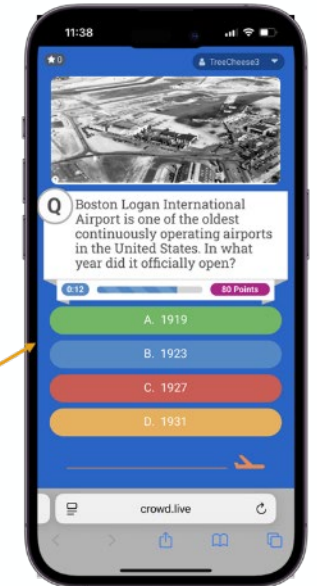 11:38
0
TreeCheese3
Q
Boston Logan International
Airport is one of the oldest
continuously operating airports
in the United States. In what
year did it officially open?
0:12
80 Points
A. 1919
B. 1923
C. 1927
D. 1931
crowd.live